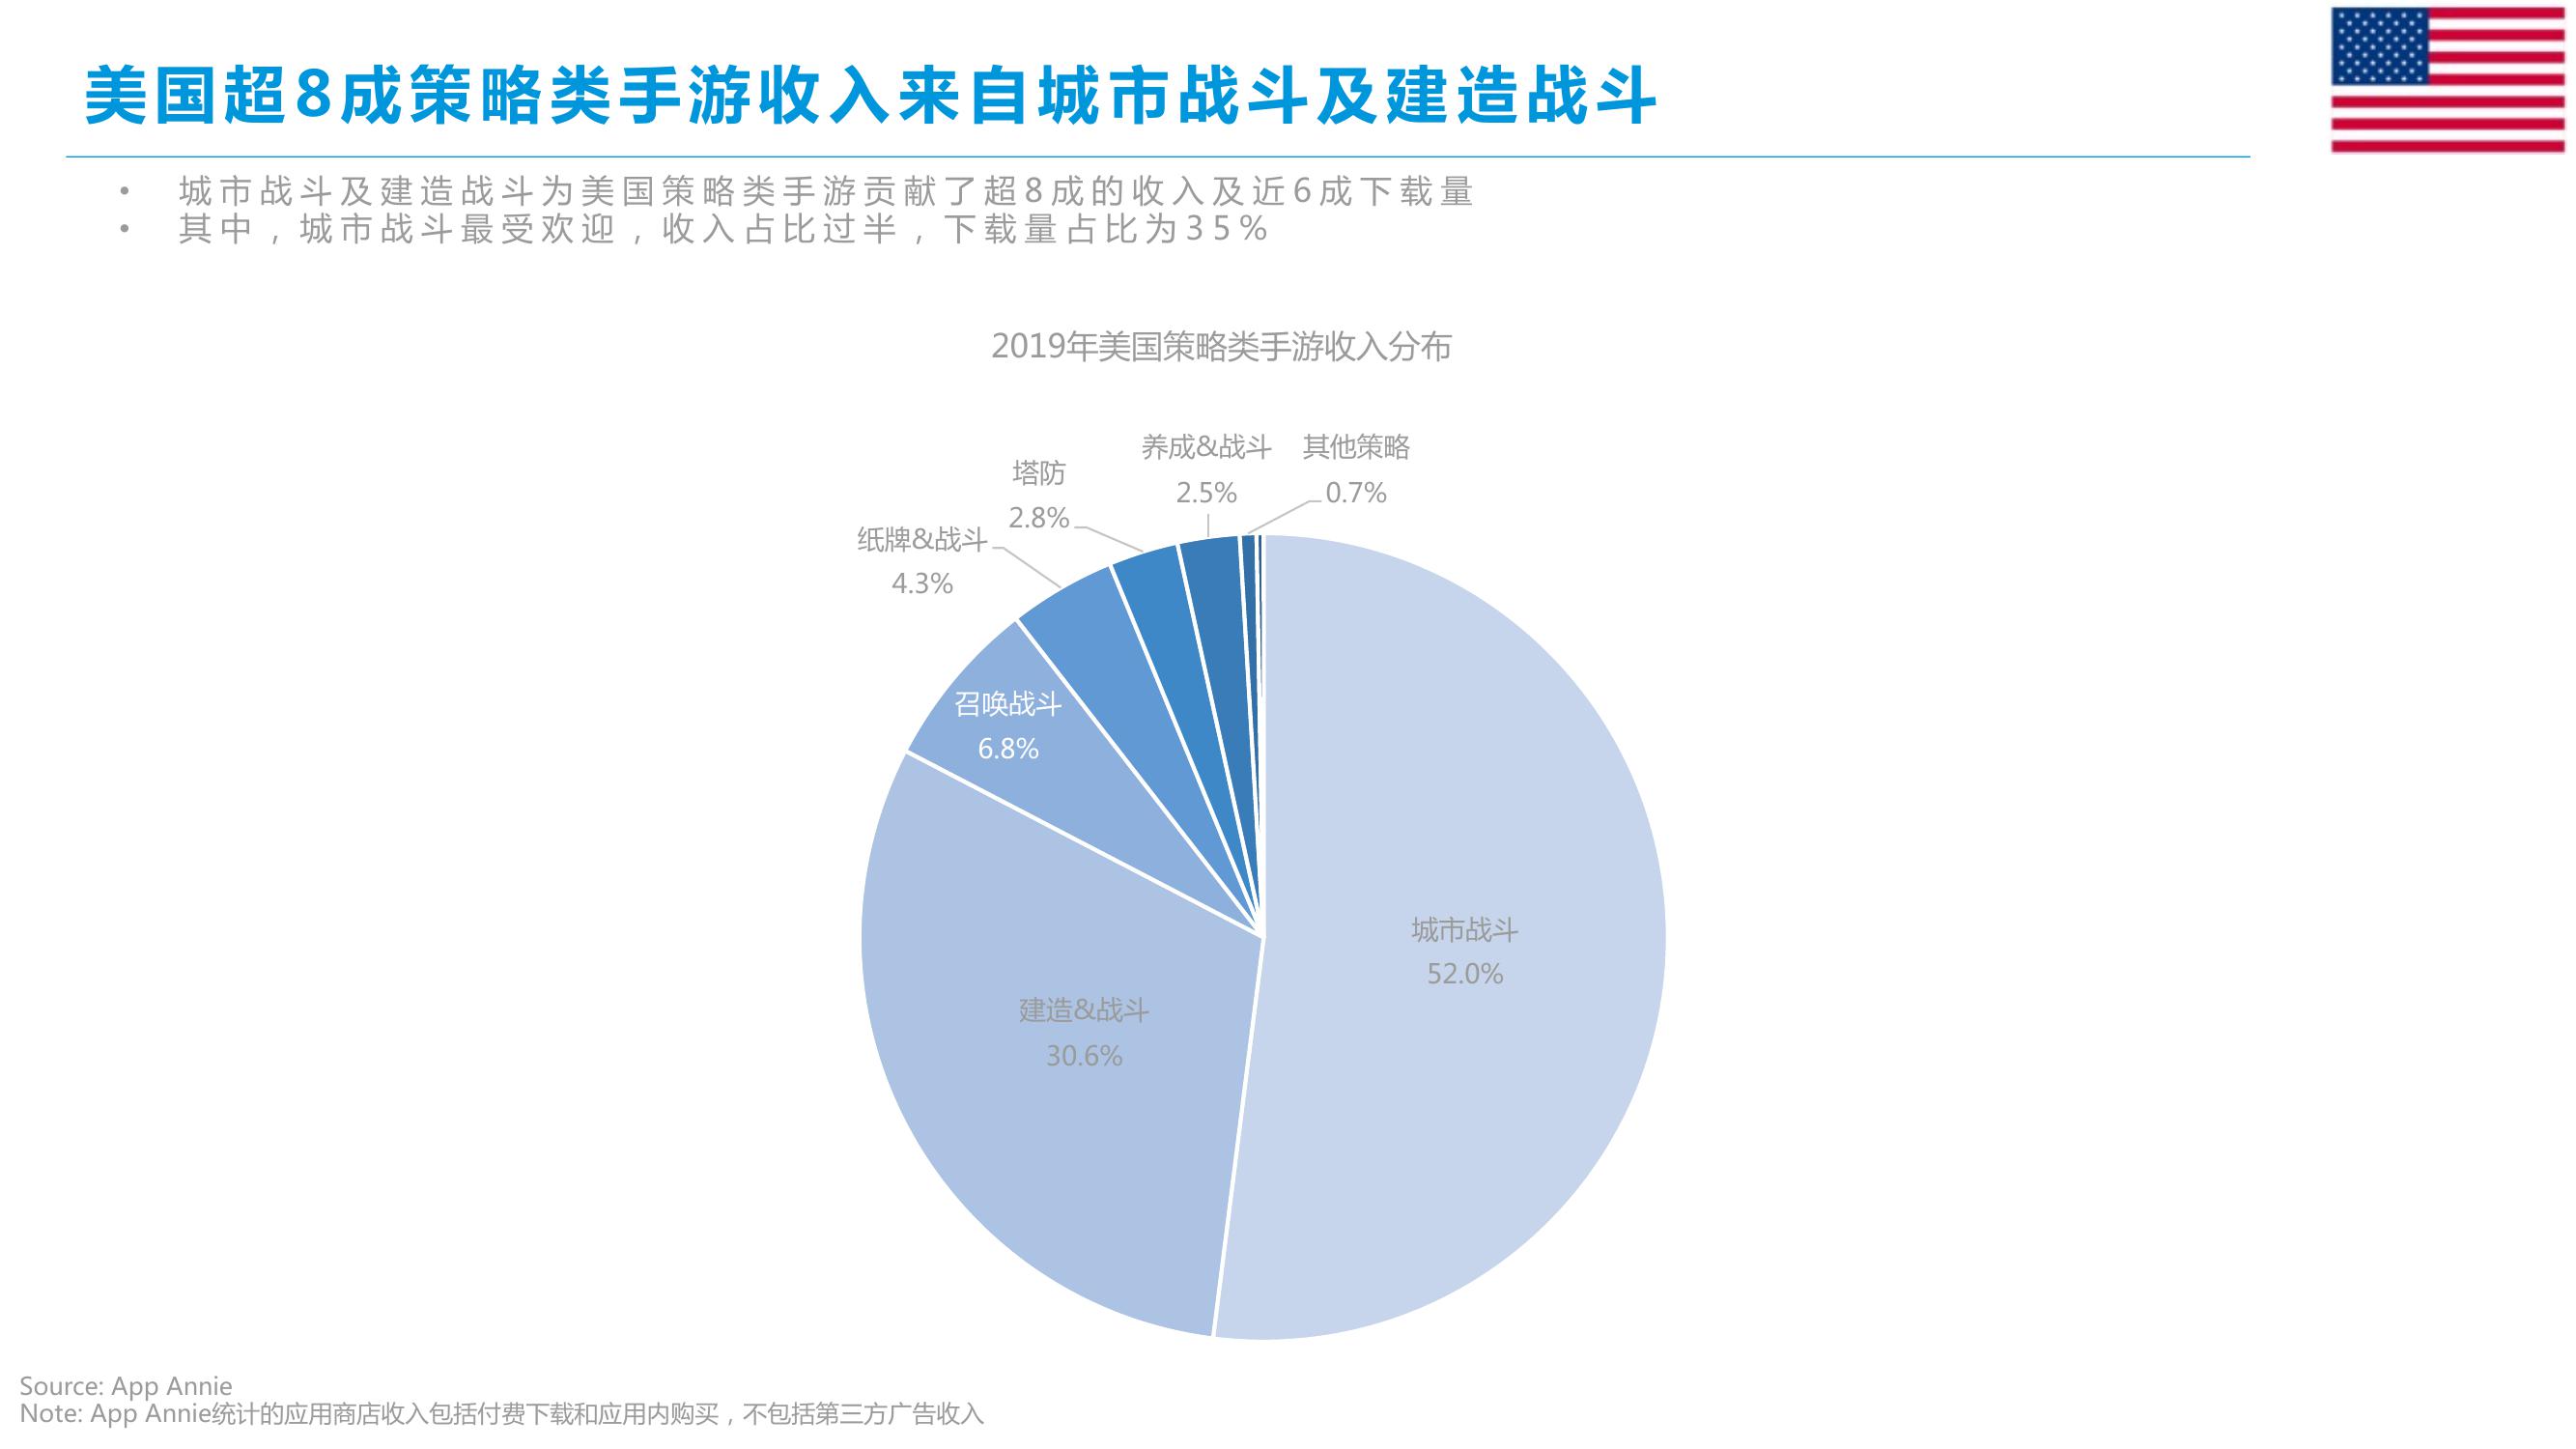 美国超8成策略类手游收入来自城市战斗及建造战斗
• 城市战斗及建造战斗为美国策略类手游贡献了超8成的收入及近6成下载量
• 其中，城市战斗最受欢迎，收入占比过半，下载量占比为35%
2019年美国策略类手游收入分布
养成&战斗
2.5%
其他策略
0.7%
塔防
2.8%
纸牌&战斗
4.3%
召唤战斗
6.8%
城市战斗
52.0%
建造&战斗
30.6%
Source: App Annie
Note: App Annie统计的应用商店收入包括付费下载和应用内购买，不包括第三方广告收入